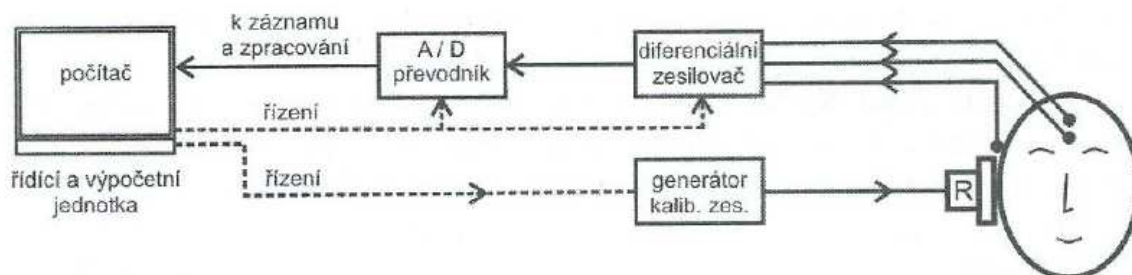 k záznamu
a zpracování
počítač
A / D
převodník
diferenciální
zesilovač
řízení
řídící a výpočetní
jednotka
řízení
generátor
kalib. zes.
R